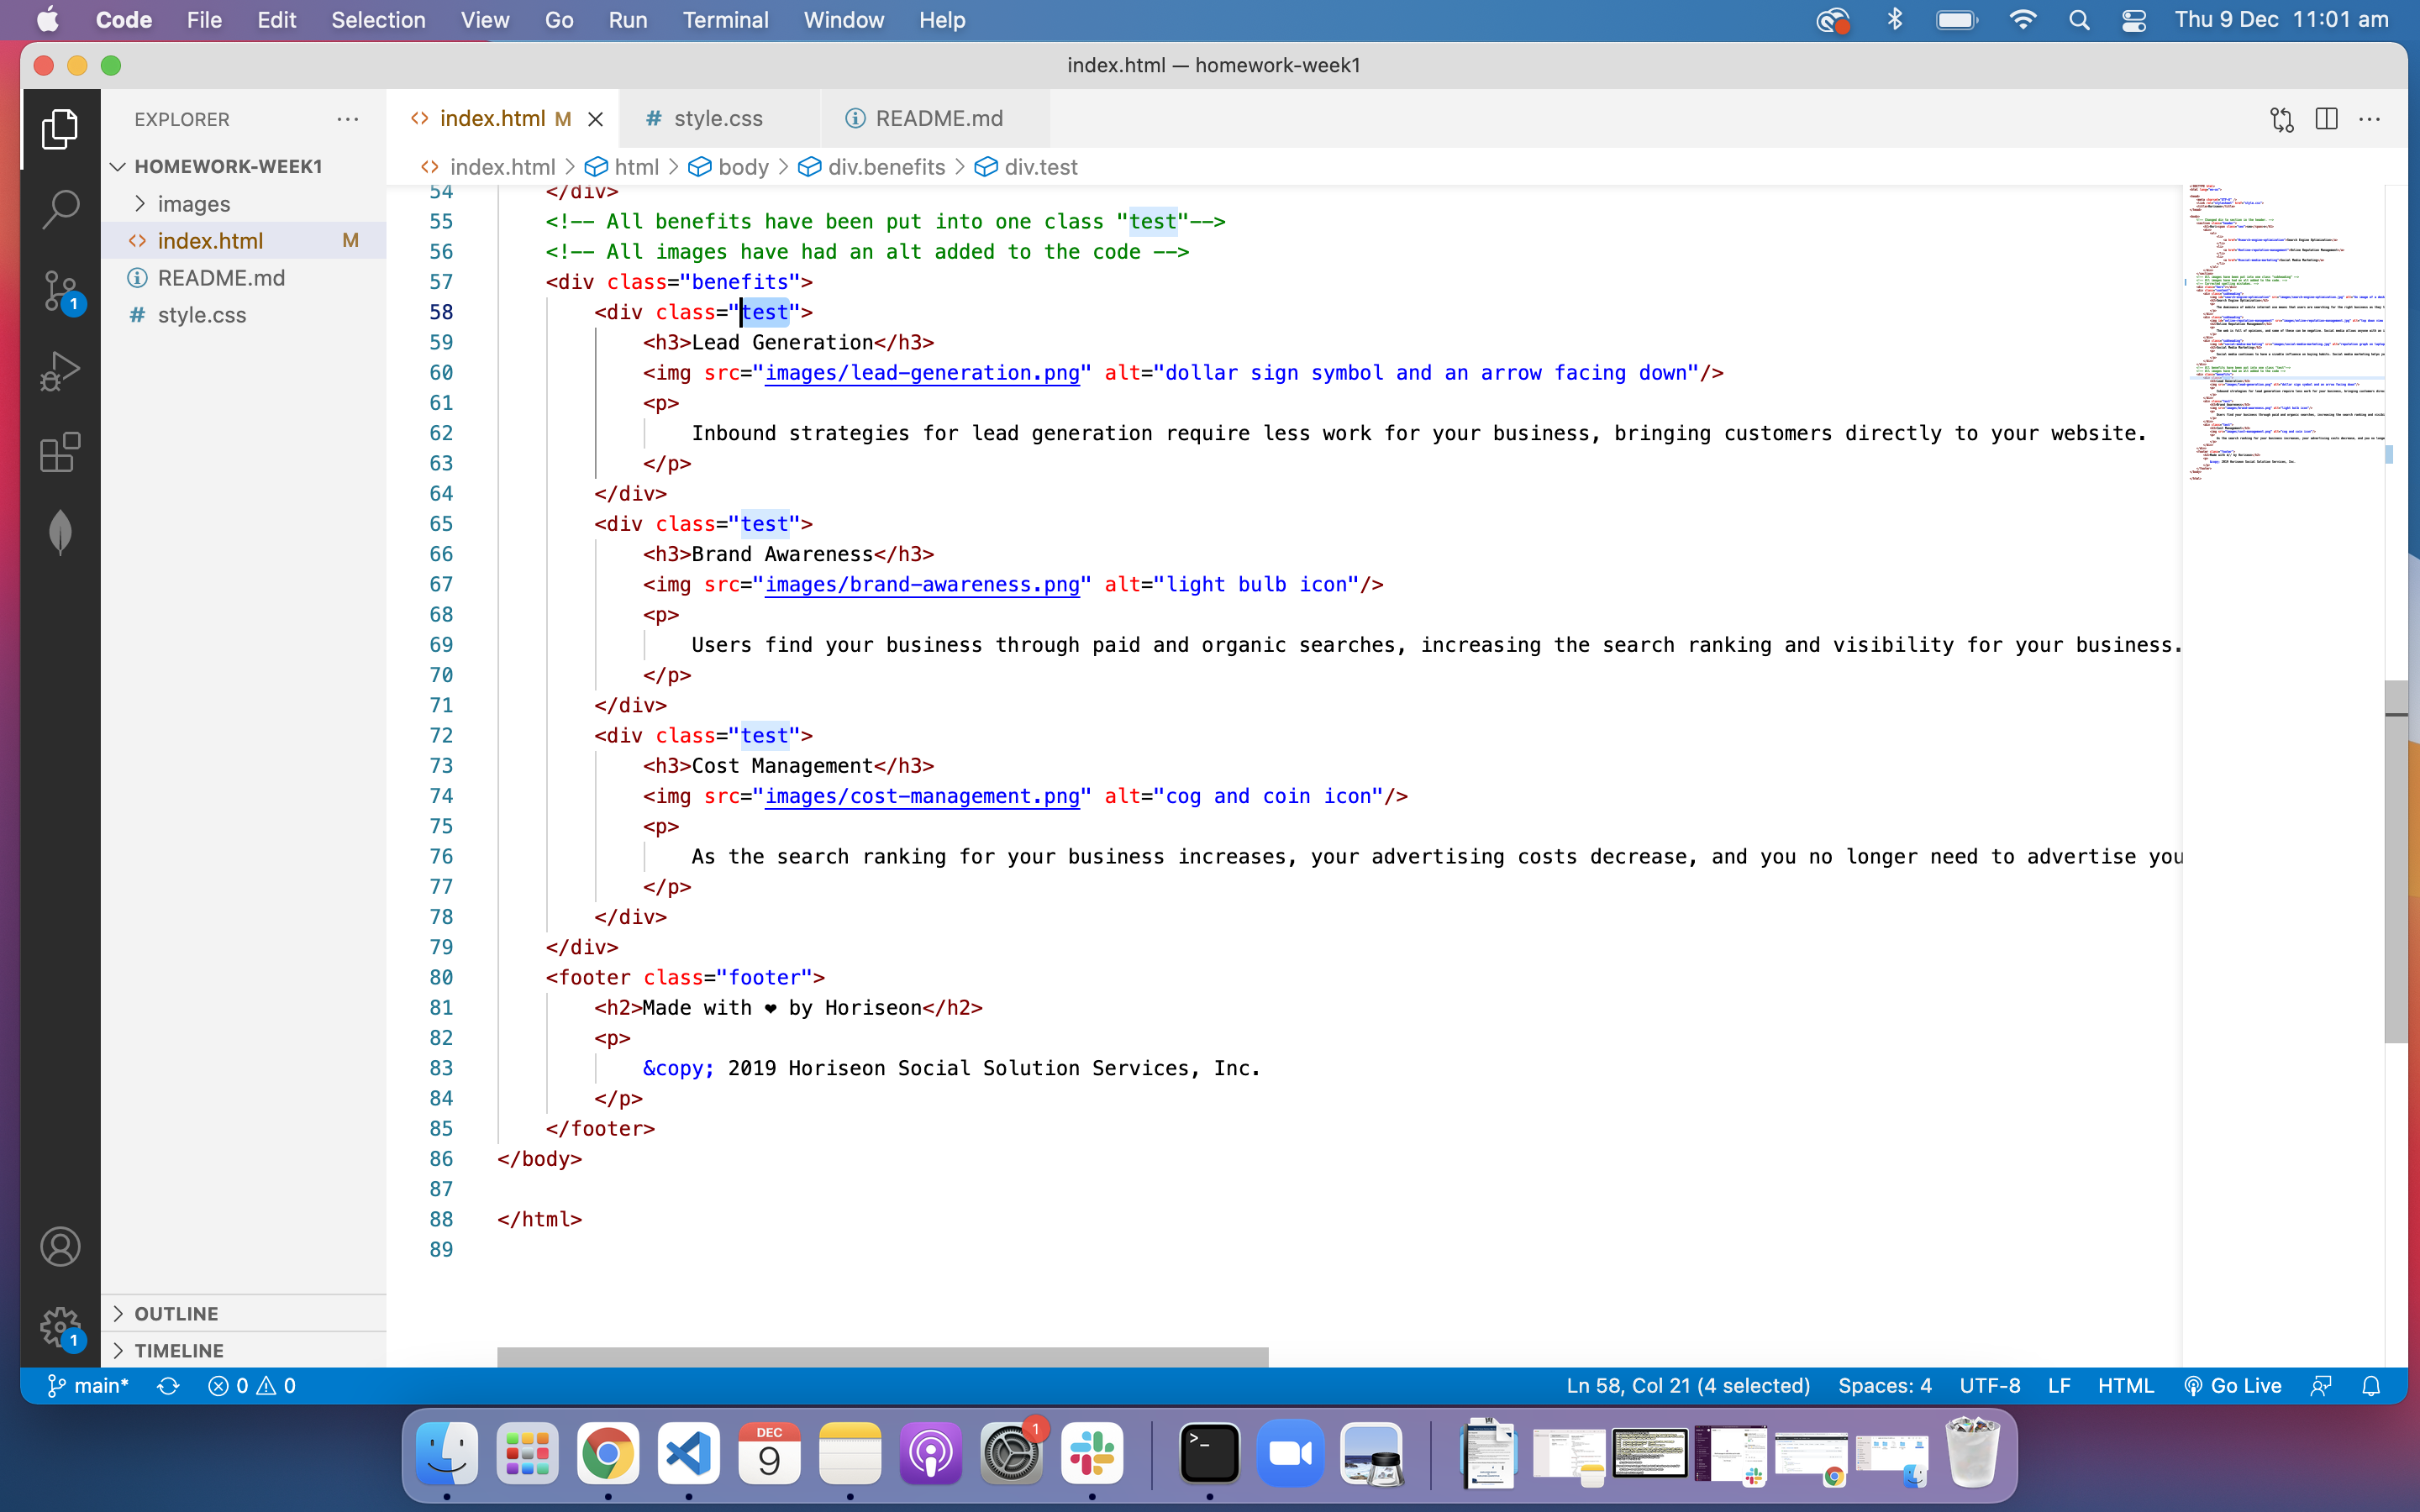 Code File Edit Selection View Go Run Terminal Window Help Thu 9 Dec 11:01 am
index.html — homework-week1
EXPLORER
index.html M
# style.css
README.md
HOMEWORK-WEEK1
index.html > html > body > div.benefits > div.test
images
index.html M
README.md
# style.css
54 </div>
55 <!-- All benefits have been put into one class "test"-->
56 <!-- All images have had an alt added to the code -->
57 <div class="benefits">
58 <div class="test">
59 <h3>Lead Generation</h3>
60 <img src="images/lead-generation.png" alt="dollar sign symbol and an arrow facing down"/>
61 <p>
62 Inbound strategies for lead generation require less work for your business, bringing customers directly to your website.
63 </p>
64 </div>
65 <div class="test">
66 <h3>Brand Awareness</h3>
67 <img src="images/brand-awareness.png" alt="light bulb icon"/>
68 <p>
69 Users find your business through paid and organic searches, increasing the search ranking and visibility for your business.
70 </p>
71 </div>
72 <div class="test">
73 <h3>Cost Management</h3>
74 <img src="images/cost-management.png" alt="cog and coin icon"/>
75 <p>
76 As the search ranking for your business increases, your advertising costs decrease, and you no longer need to advertise you
77 </p>
78 </div>
79 </div>
80 <footer class="footer">
81 <h2>Made with ❤ by Horiseon</h2>
82 <p>
83 &copy; 2019 Horiseon Social Solution Services, Inc.
84 </p>
85 </footer>
86 </body>
87
88 </html>
89
1
1
OUTLINE
TIMELINE
main* 0 0 Ln 58, Col 21 (4 selected) Spaces: 4 UTF-8 LF HTML Go Live
DEC
9
1
>_